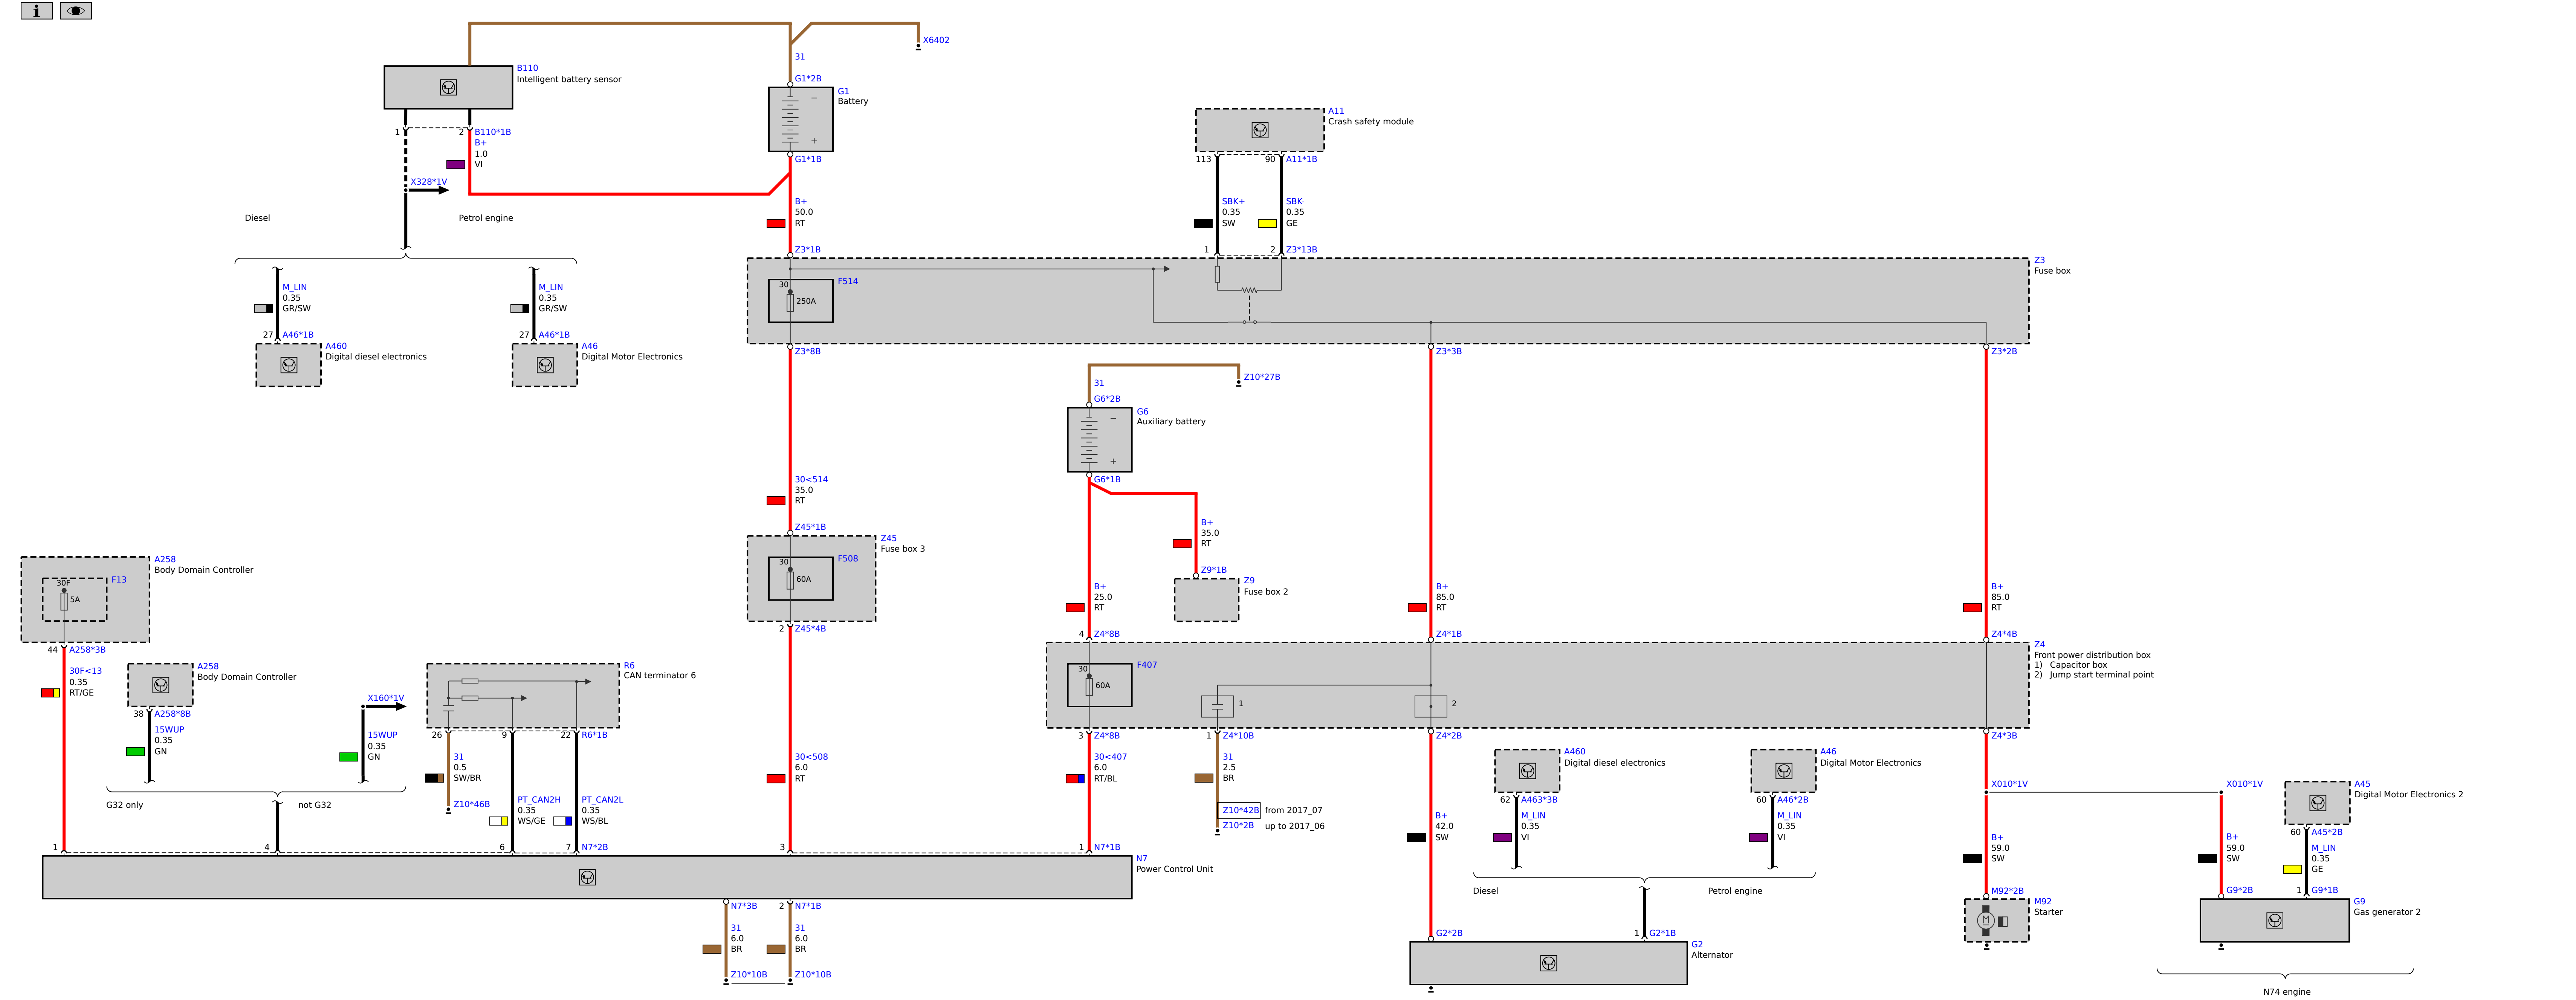 X6402
31
G1*2B
B110
Intelligent battery sensor
G1
Battery
−
+
A11
Crash safety module
1
2
B110*1B
B+
1.0
VI
G1*1B
113
90
A11*1B
X328*1V
B+
50.0
RT
SBK+
0.35
SW
SBK-
0.35
GE
Diesel
Petrol engine
Z3*1B
1
2
Z3*13B
Z3
Fuse box
30
F514
250A
M_LIN
0.35
GR/SW
M_LIN
0.35
GR/SW
27
A46*1B
27
A46*1B
A460
Digital diesel electronics
A46
Digital Motor Electronics
Z3*8B
Z3*3B
Z3*2B
Z10*27B
31
G6*2B
G6
Auxiliary battery
−
+
G6*1B
30<514
35.0
RT
Z45*1B
B+
35.0
RT
Z45
Fuse box 3
30
F508
60A
A258
Body Domain Controller
30F
F13
5A
Z9*1B
Z9
Fuse box 2
B+
25.0
RT
B+
85.0
RT
B+
85.0
RT
2
Z45*4B
4
Z4*8B
Z4*1B
Z4*4B
44
A258*3B
Z4
Front power distribution box
1) Capacitor box
2) Jump start terminal point
30F<13
0.35
RT/GE
A258
Body Domain Controller
R6
CAN terminator 6
30
F407
60A
1
2
X160*1V
38
A258*8B
15WUP
0.35
GN
15WUP
0.35
GN
26
9
22
R6*1B
3
Z4*8B
1
Z4*10B
Z4*2B
Z4*3B
31
0.5
SW/BR
30<508
6.0
RT
30<407
6.0
RT/BL
31
2.5
BR
A460
Digital diesel electronics
A46
Digital Motor Electronics
X010*1V
X010*1V
A45
Digital Motor Electronics 2
G32 only
not G32
Z10*46B
PT_CAN2H
0.35
WS/GE
PT_CAN2L
0.35
WS/BL
Z10*42B
from 2017_07
Z10*2B
up to 2017_06
62
A463*3B
60
A46*2B
B+
42.0
SW
M_LIN
0.35
VI
M_LIN
0.35
VI
B+
59.0
SW
B+
59.0
SW
60
A45*2B
M_LIN
0.35
GE
1
4
6
7
N7*2B
3
1
N7*1B
N7
Power Control Unit
Diesel
Petrol engine
M92*2B
G9*2B
1
G9*1B
M92
Starter
M
G9
Gas generator 2
N7*3B
2
N7*1B
31
6.0
BR
31
6.0
BR
G2*2B
1
G2*1B
G2
Alternator
Z10*10B
Z10*10B
N74 engine